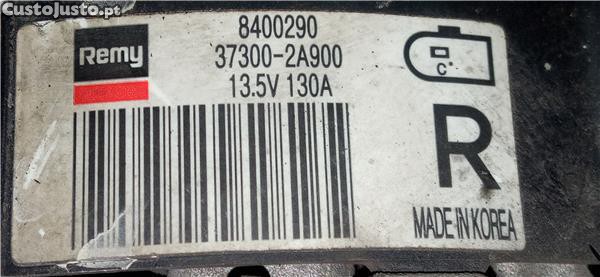 CustoJusto.pt
Remy
8400290
37300-2A900
13.5V 130A
C°
R
MADE IN KOREA